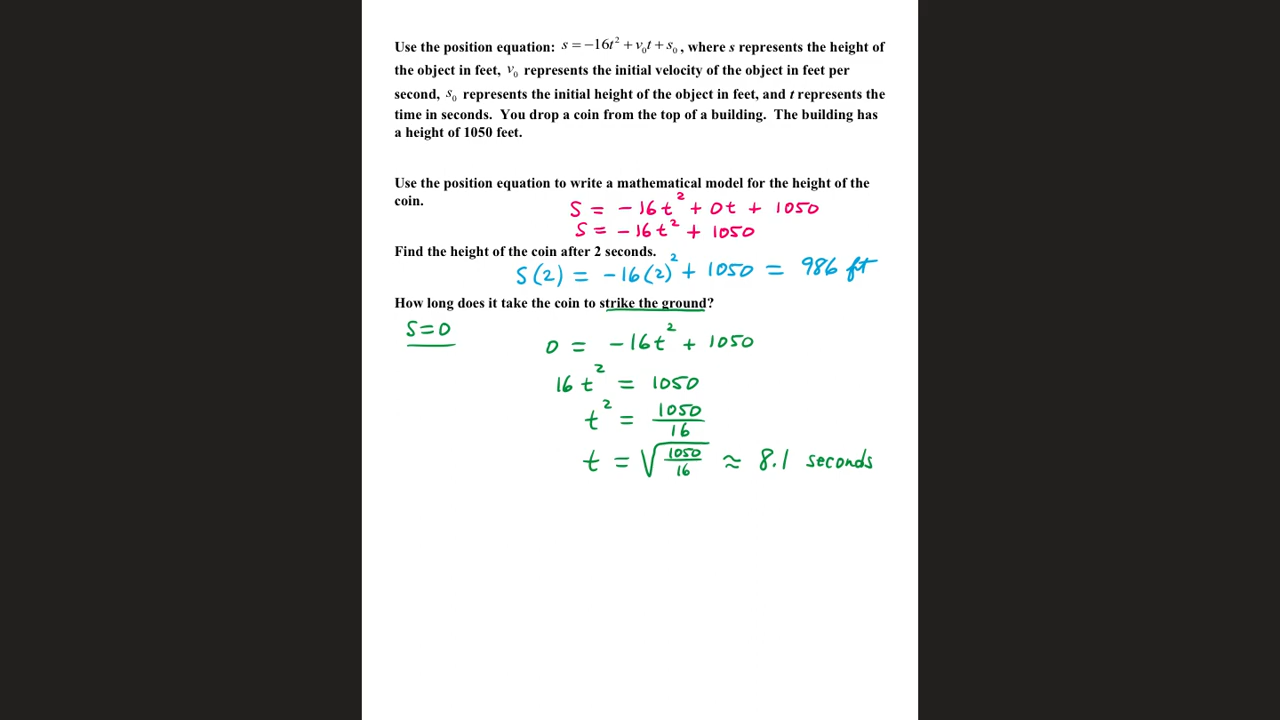 Use the position equation: s = −16t² + v₀t + s₀, where s represents the height of
the object in feet, v₀ represents the initial velocity of the object in feet per
second, s₀ represents the initial height of the object in feet, and t represents the
time in seconds. You drop a coin from the top of a building. The building has
a height of 1050 feet.
Use the position equation to write a mathematical model for the height of the
coin.
S = −16t² + 0t + 1050
S = −16t² + 1050
Find the height of the coin after 2 seconds.
S(2) = −16(2)² + 1050 = 986 ft
How long does it take the coin to strike the ground?
S=0
0 = −16t² + 1050
16t² = 1050
t² = 1050/16
t = √(1050/16) ≈ 8.1 seconds